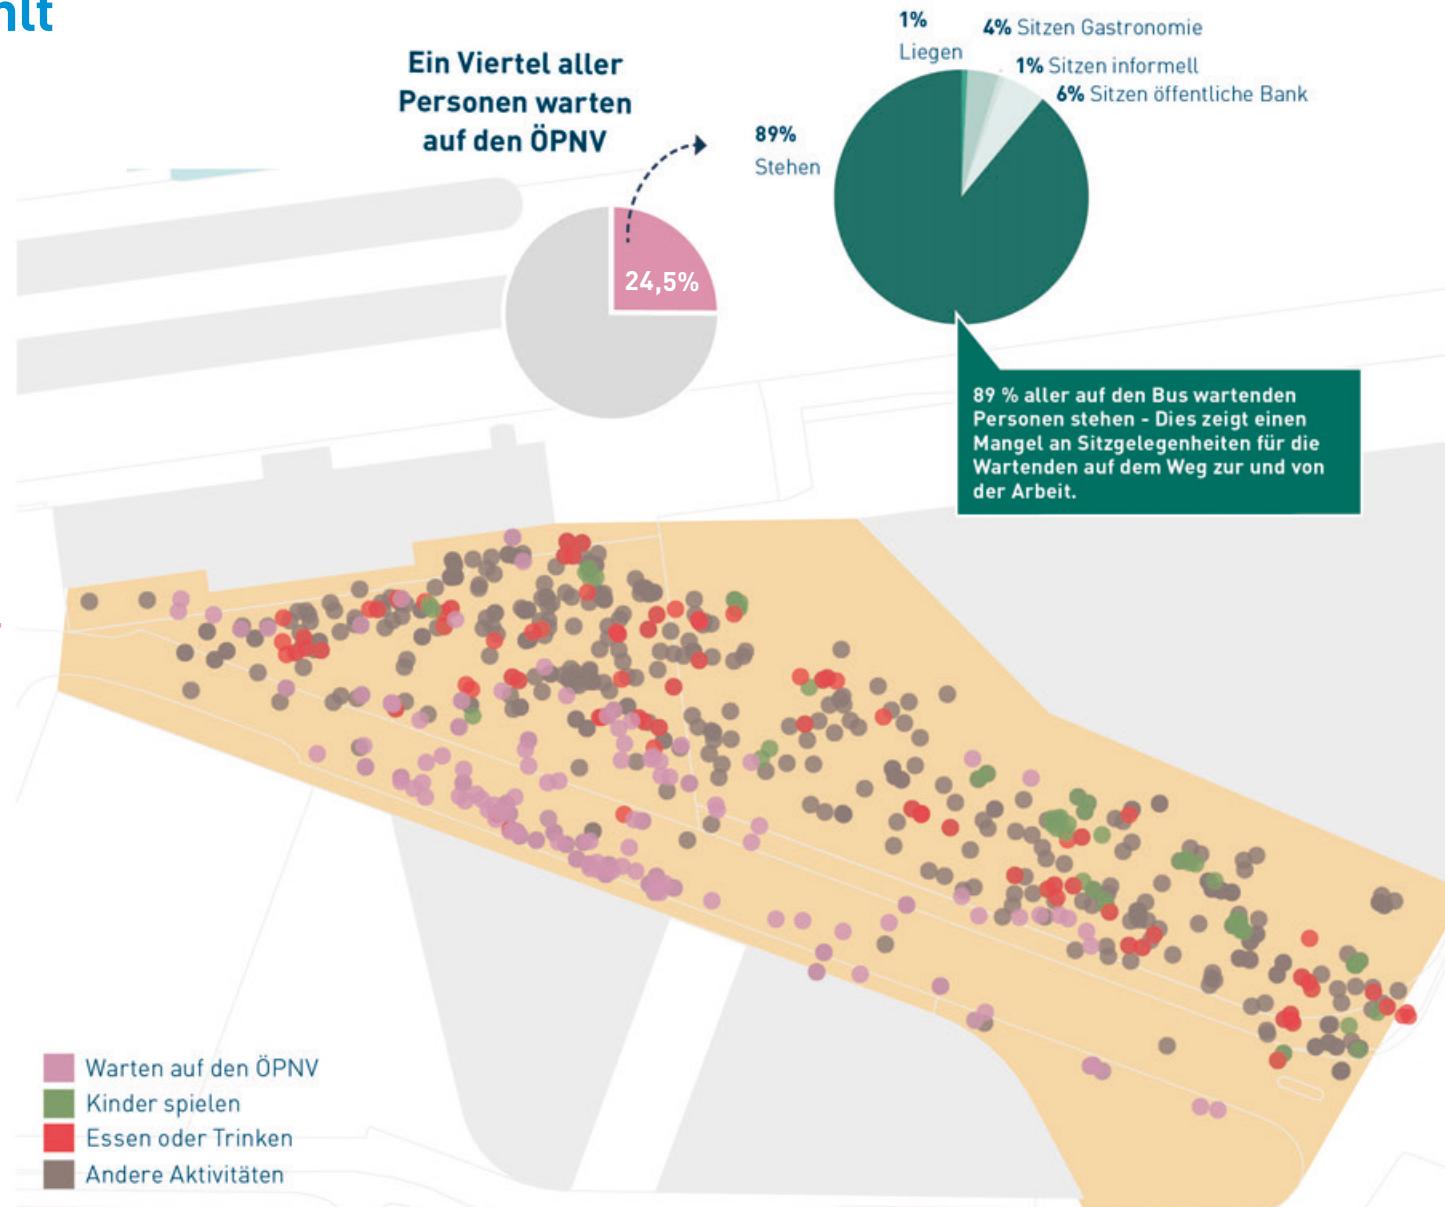 Ein Viertel aller
Personen warten
auf den ÖPNV
24,5%
1%
Liegen
4% Sitzen Gastronomie
1% Sitzen informell
6% Sitzen öffentliche Bank
89%
Stehen
89 % aller auf den Bus wartenden
Personen stehen - Dies zeigt einen
Mangel an Sitzgelegenheiten für die
Wartenden auf dem Weg zur und von
der Arbeit.
Warten auf den ÖPNV
Kinder spielen
Essen oder Trinken
Andere Aktivitäten